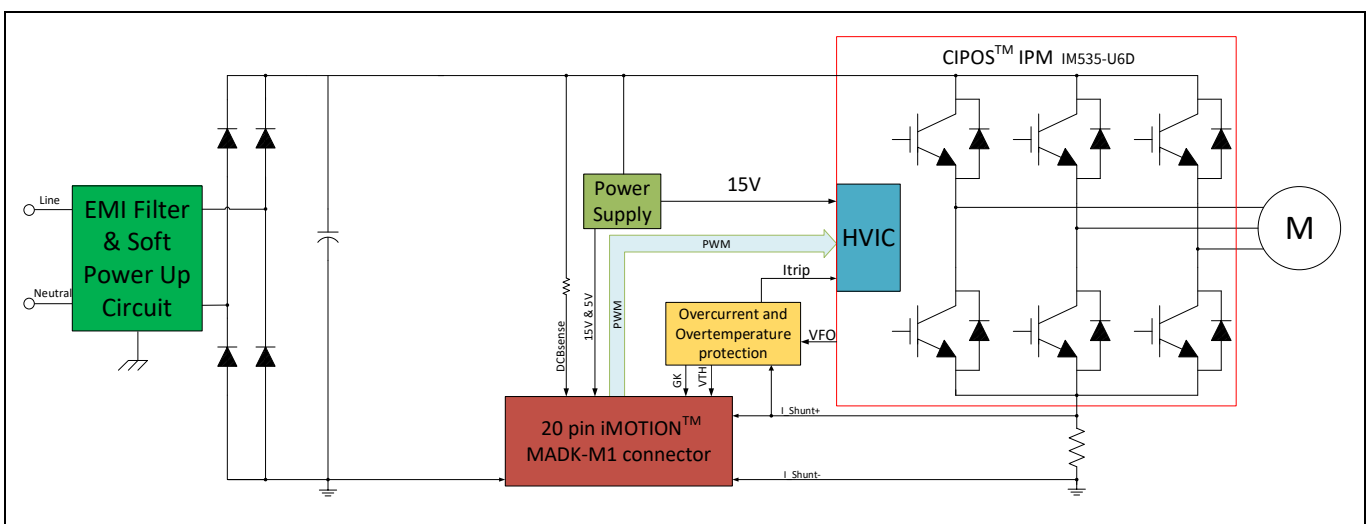 CIPOS™ IPM IM535-U6D
Line
Neutral
EMI Filter
& Soft
Power Up
Circuit
Power
Supply
15V
HVIC
PWM
Itrip
M
DCBsense
15V & 5V
PWM
Overcurrent and
Overtemperature
protection
VFO
GK
VTH
I_Shunt+
20 pin iMOTION™
MADK-M1 connector
I_Shunt-